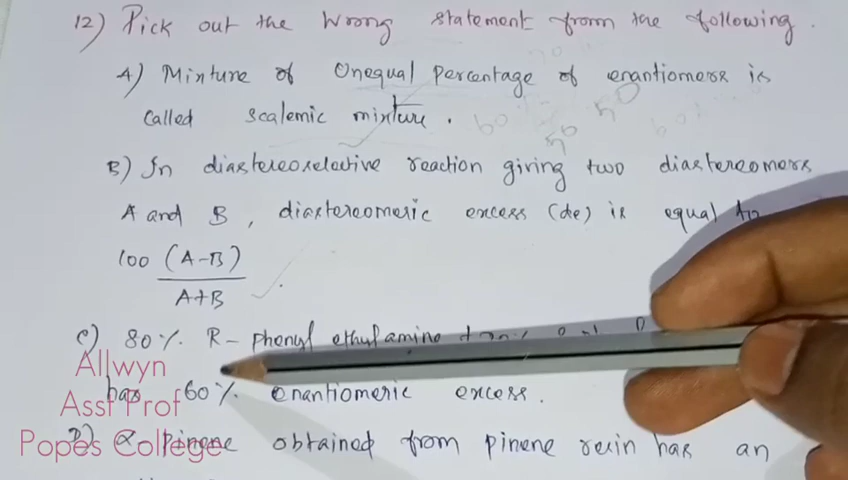 12) Pick out the Wrong statement from the following.
A) Mixture of Unequal percentage of enantiomers is
called scalemic mixture.
B) In diastereoselective reaction giving two diastereomers
A and B, diastereomeric excess (de) is equal to
100 (A-B)
A+B
C) 80% R- phenyl ethylamine +
has 60% enantiomeric excess.
D) α-pinene obtained from pinene resin has an
Allwyn
Asst Prof
Popes College